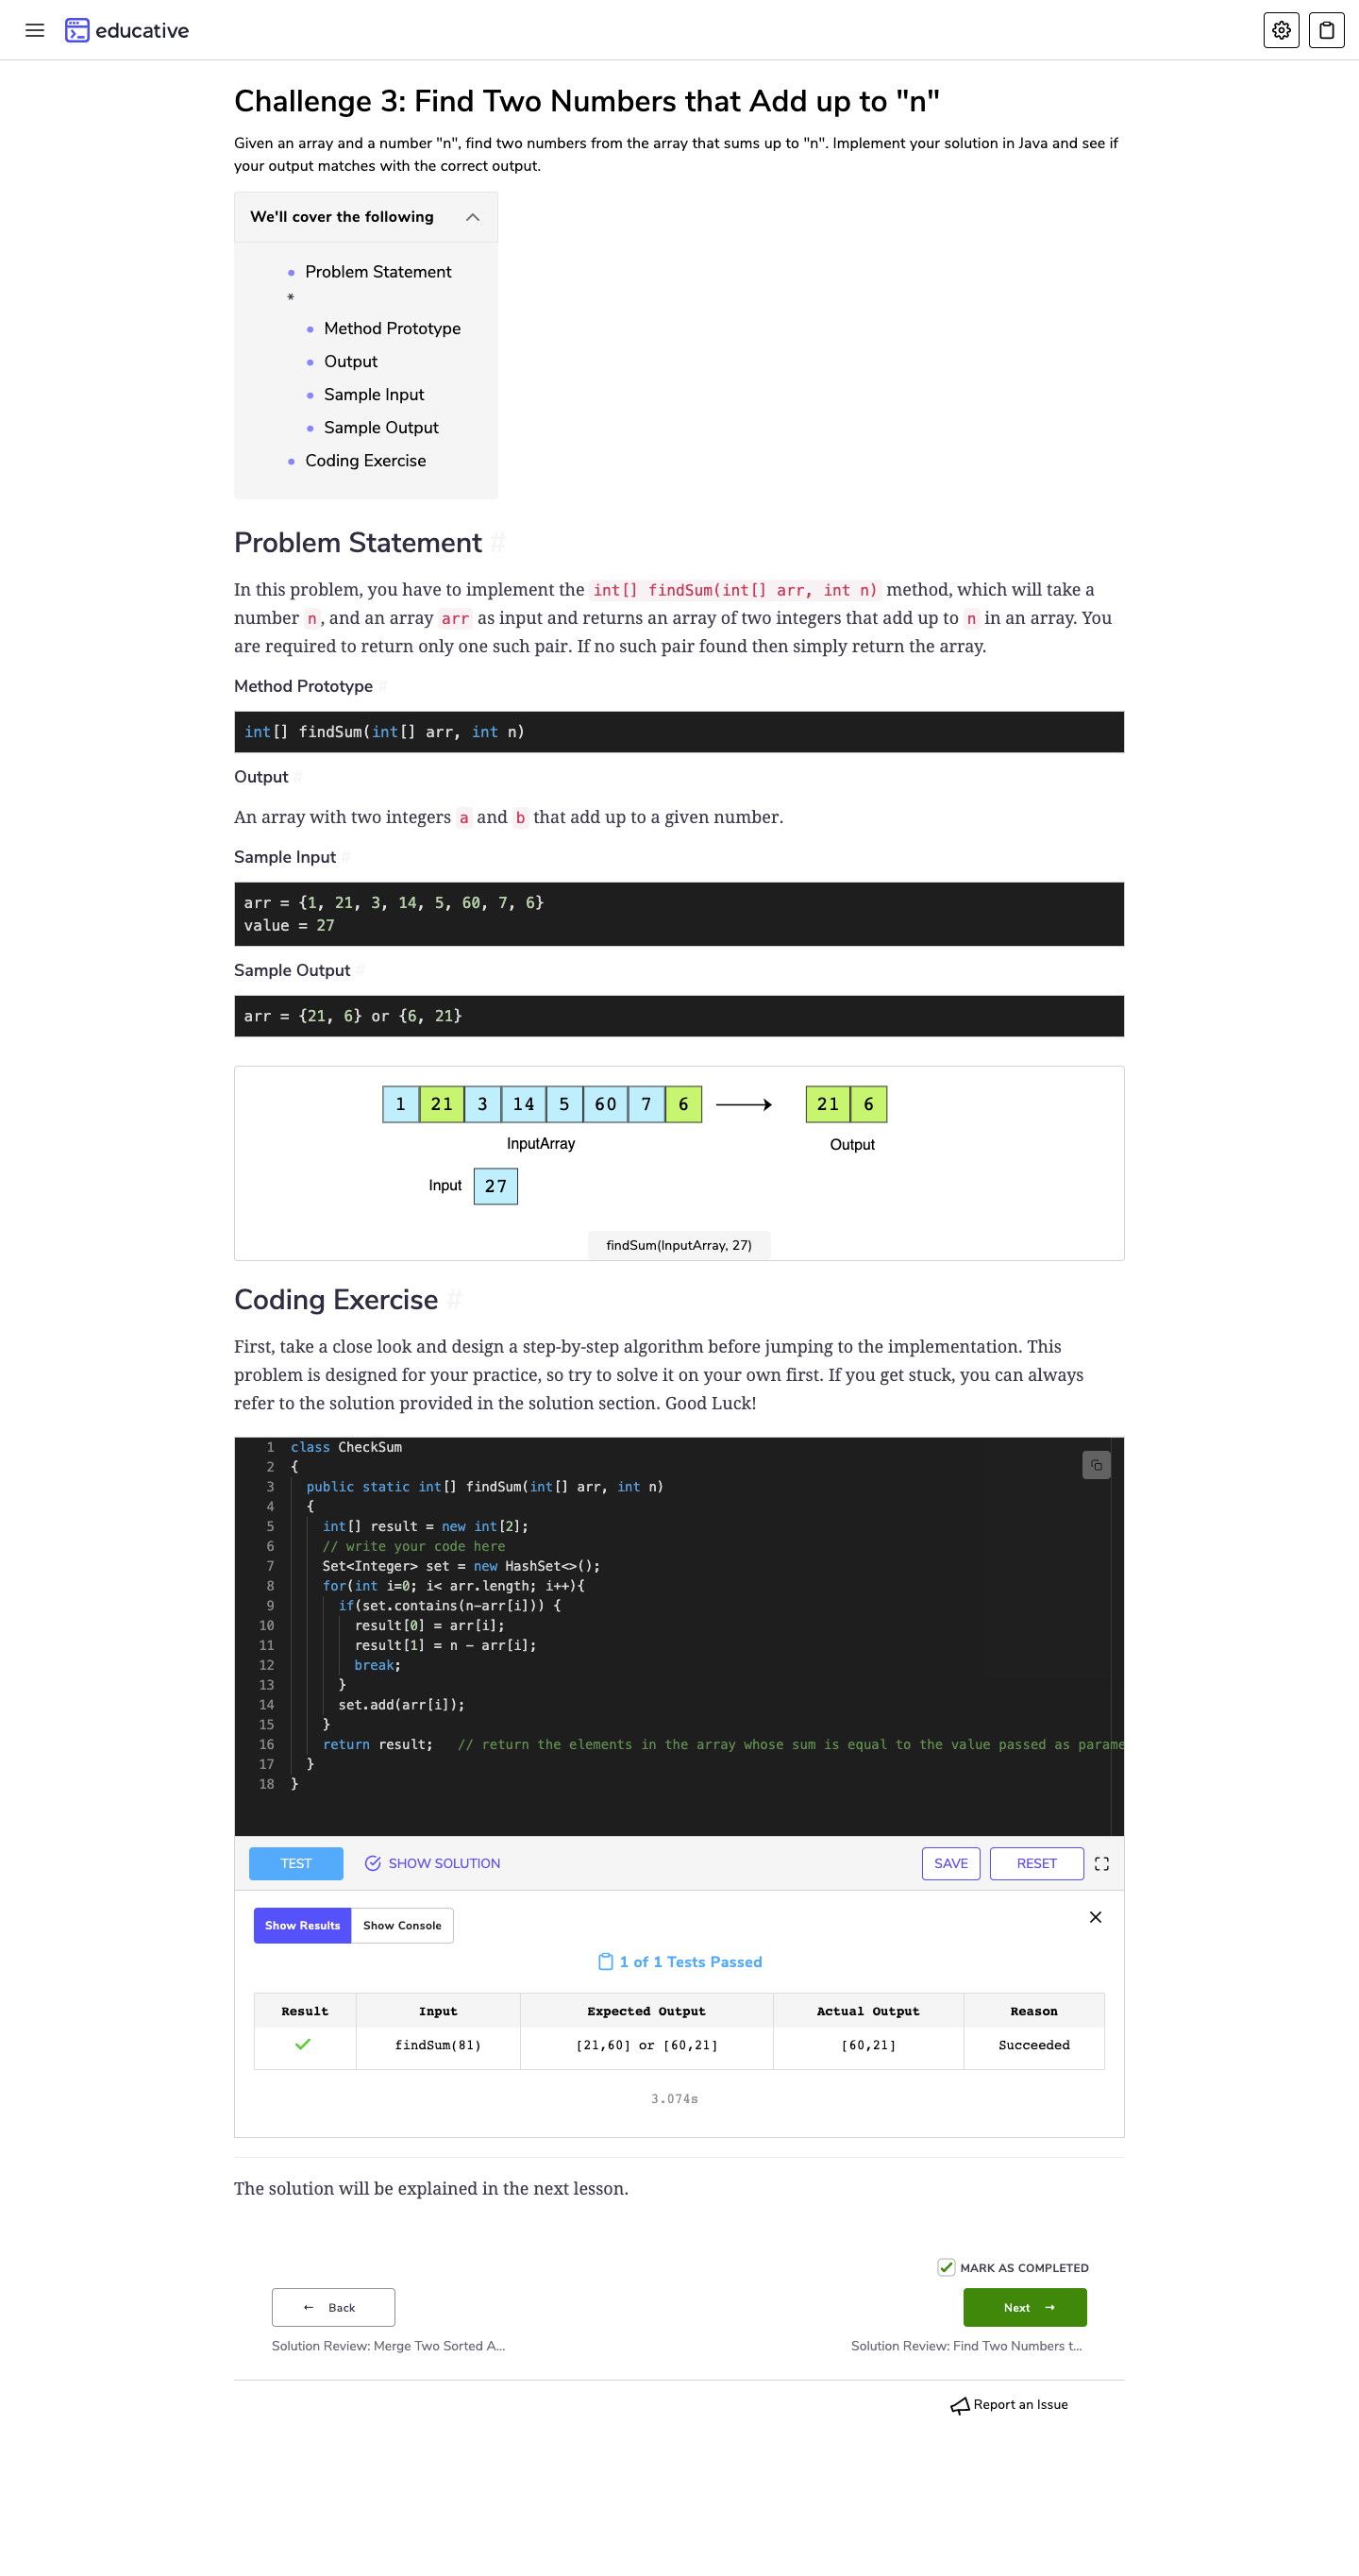 educative
Challenge 3: Find Two Numbers that Add up to "n"
Given an array and a number "n", find two numbers from the array that sums up to "n". Implement your solution in Java and see if
your output matches with the correct output.
We'll cover the following
Problem Statement
*
Method Prototype
Output
Sample Input
Sample Output
Coding Exercise
Problem Statement #
In this problem, you have to implement the int[] findSum(int[] arr, int n) method, which will take a
number n, and an array arr as input and returns an array of two integers that add up to n in an array. You
are required to return only one such pair. If no such pair found then simply return the array.
Method Prototype #
int[] findSum(int[] arr, int n)
Output #
An array with two integers a and b that add up to a given number.
Sample Input #
arr = {1, 21, 3, 14, 5, 60, 7, 6}
value = 27
Sample Output #
arr = {21, 6} or {6, 21}
1 21 3 14 5 60 7 6 21 6
InputArray Output
Input 27
findSum(InputArray, 27)
Coding Exercise #
First, take a close look and design a step-by-step algorithm before jumping to the implementation. This
problem is designed for your practice, so try to solve it on your own first. If you get stuck, you can always
refer to the solution provided in the solution section. Good Luck!
1 class CheckSum
2 {
3 public static int[] findSum(int[] arr, int n)
4 {
5 int[] result = new int[2];
6 // write your code here
7 Set<Integer> set = new HashSet<>();
8 for(int i=0; i< arr.length; i++){
9 if(set.contains(n-arr[i])) {
10 result[0] = arr[i];
11 result[1] = n - arr[i];
12 break;
13 }
14 set.add(arr[i]);
15 }
16 return result; // return the elements in the array whose sum is equal to the value passed as parame
17 }
18 }
TEST SHOW SOLUTION SAVE RESET
Show Results Show Console
1 of 1 Tests Passed
Result Input Expected Output Actual Output Reason
findSum(81) [21,60] or [60,21] [60,21] Succeeded
3.074s
The solution will be explained in the next lesson.
MARK AS COMPLETED
← Back Next →
Solution Review: Merge Two Sorted A... Solution Review: Find Two Numbers t...
Report an Issue